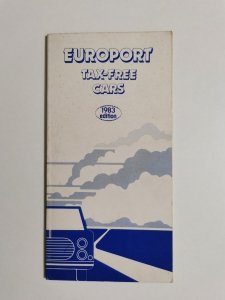 EUROPORT
TAX-FREE
CARS
1983
edition